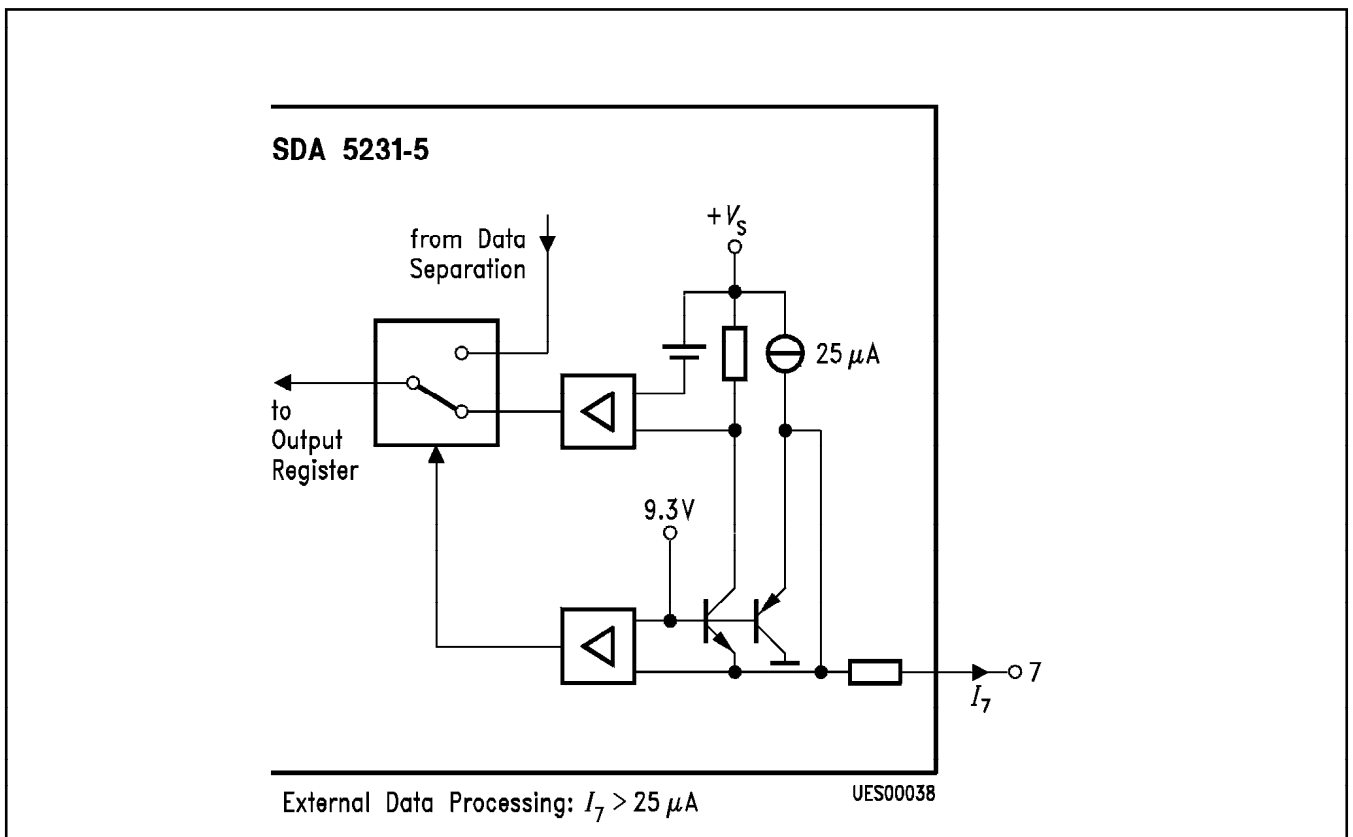 SDA 5231-5
from Data
Separation
+V_S
25 μA
to
Output
Register
9.3V
7
I_7
External Data Processing: I_7 > 25 μA
UES00038